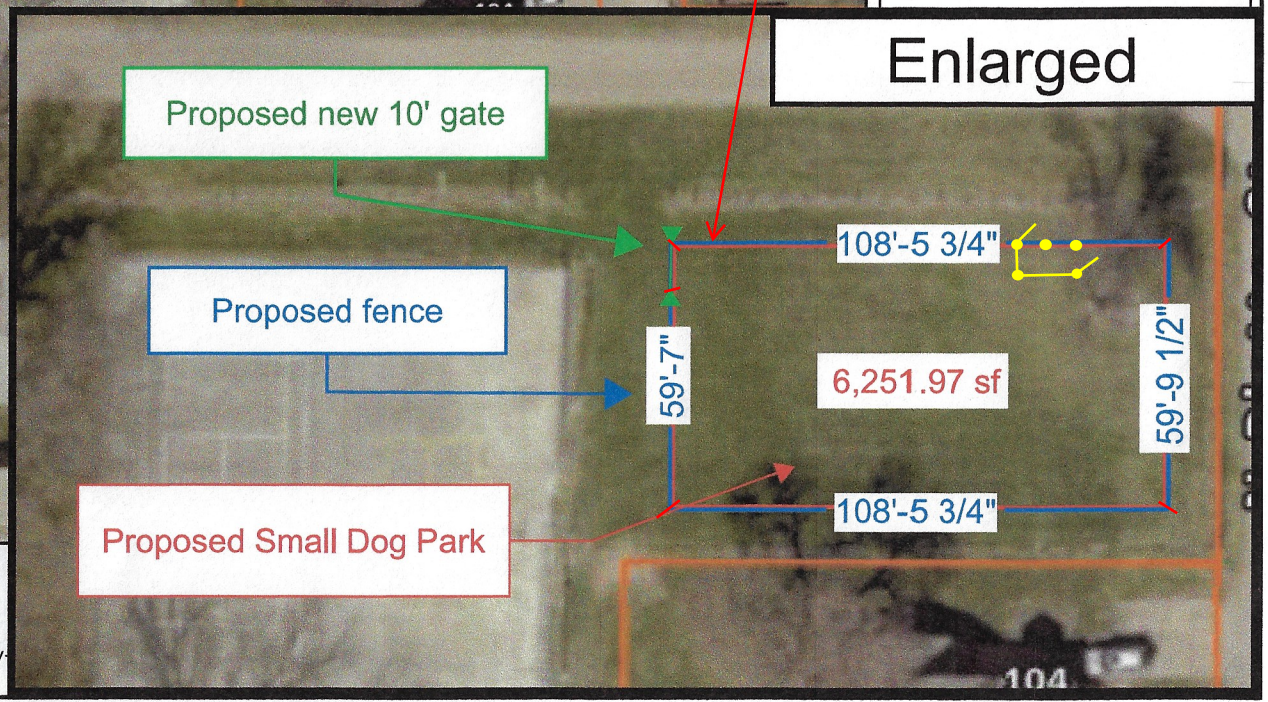 Enlarged
Proposed new 10' gate
108'-5 3/4"
Proposed fence
59'-7"
59'-9 1/2"
6,251.97 sf
108'-5 3/4"
Proposed Small Dog Park
104